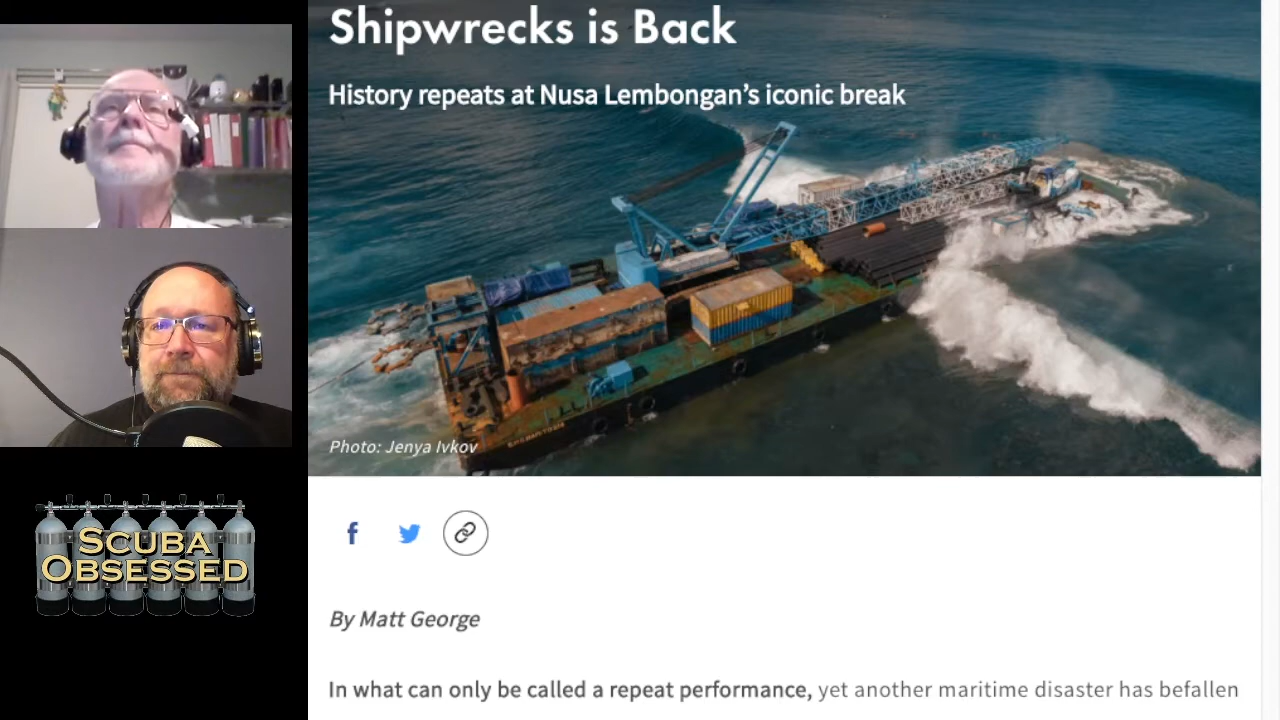 Shipwrecks is Back
History repeats at Nusa Lembongan's iconic break
Photo: Jenya Ivkov
SCUBA
OBSESSED
By Matt George
In what can only be called a repeat performance, yet another maritime disaster has befallen